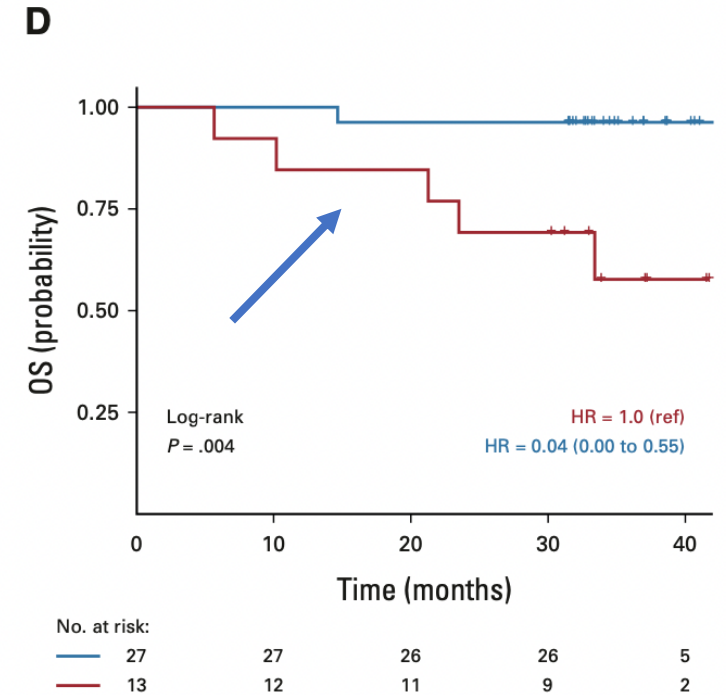 D
1.00
0.75
0.50
0.25
OS (probability)
Log-rank
P = .004
HR = 1.0 (ref)
HR = 0.04 (0.00 to 0.55)
0 10 20 30 40
Time (months)
No. at risk:
27 27 26 26 5
13 12 11 9 2